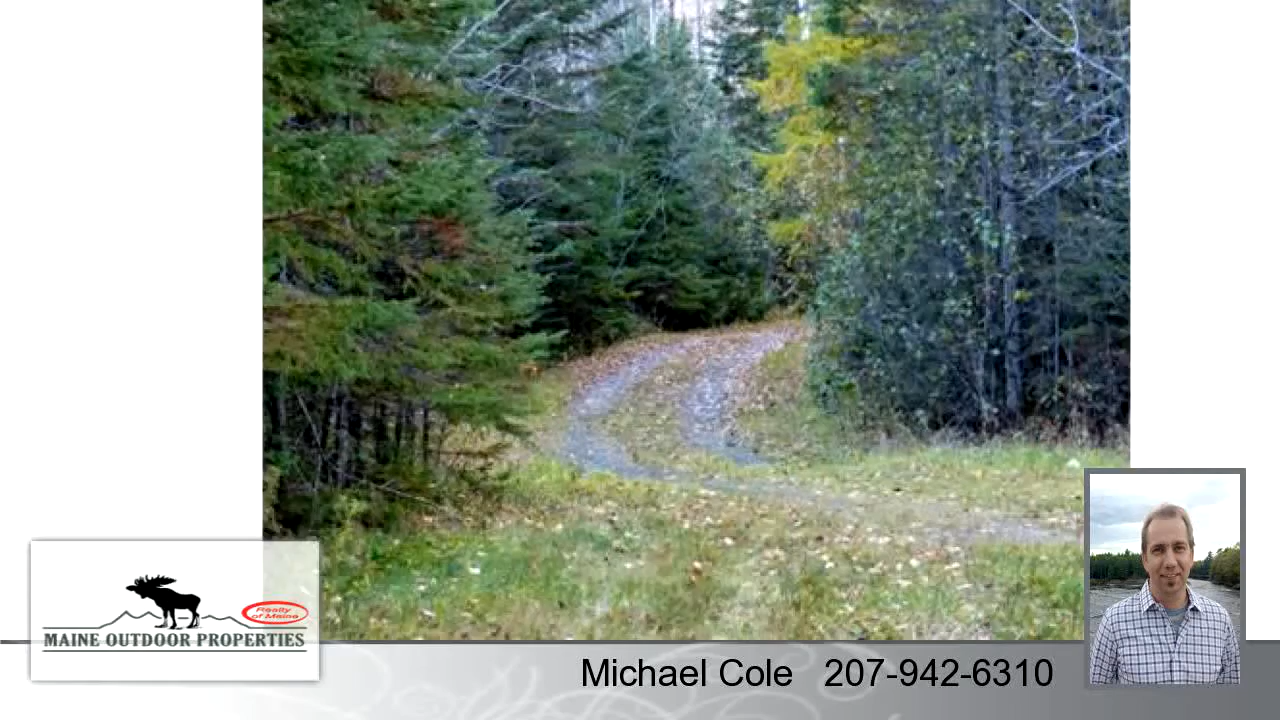 Realty
of Maine
MAINE OUTDOOR PROPERTIES
Michael Cole 207-942-6310